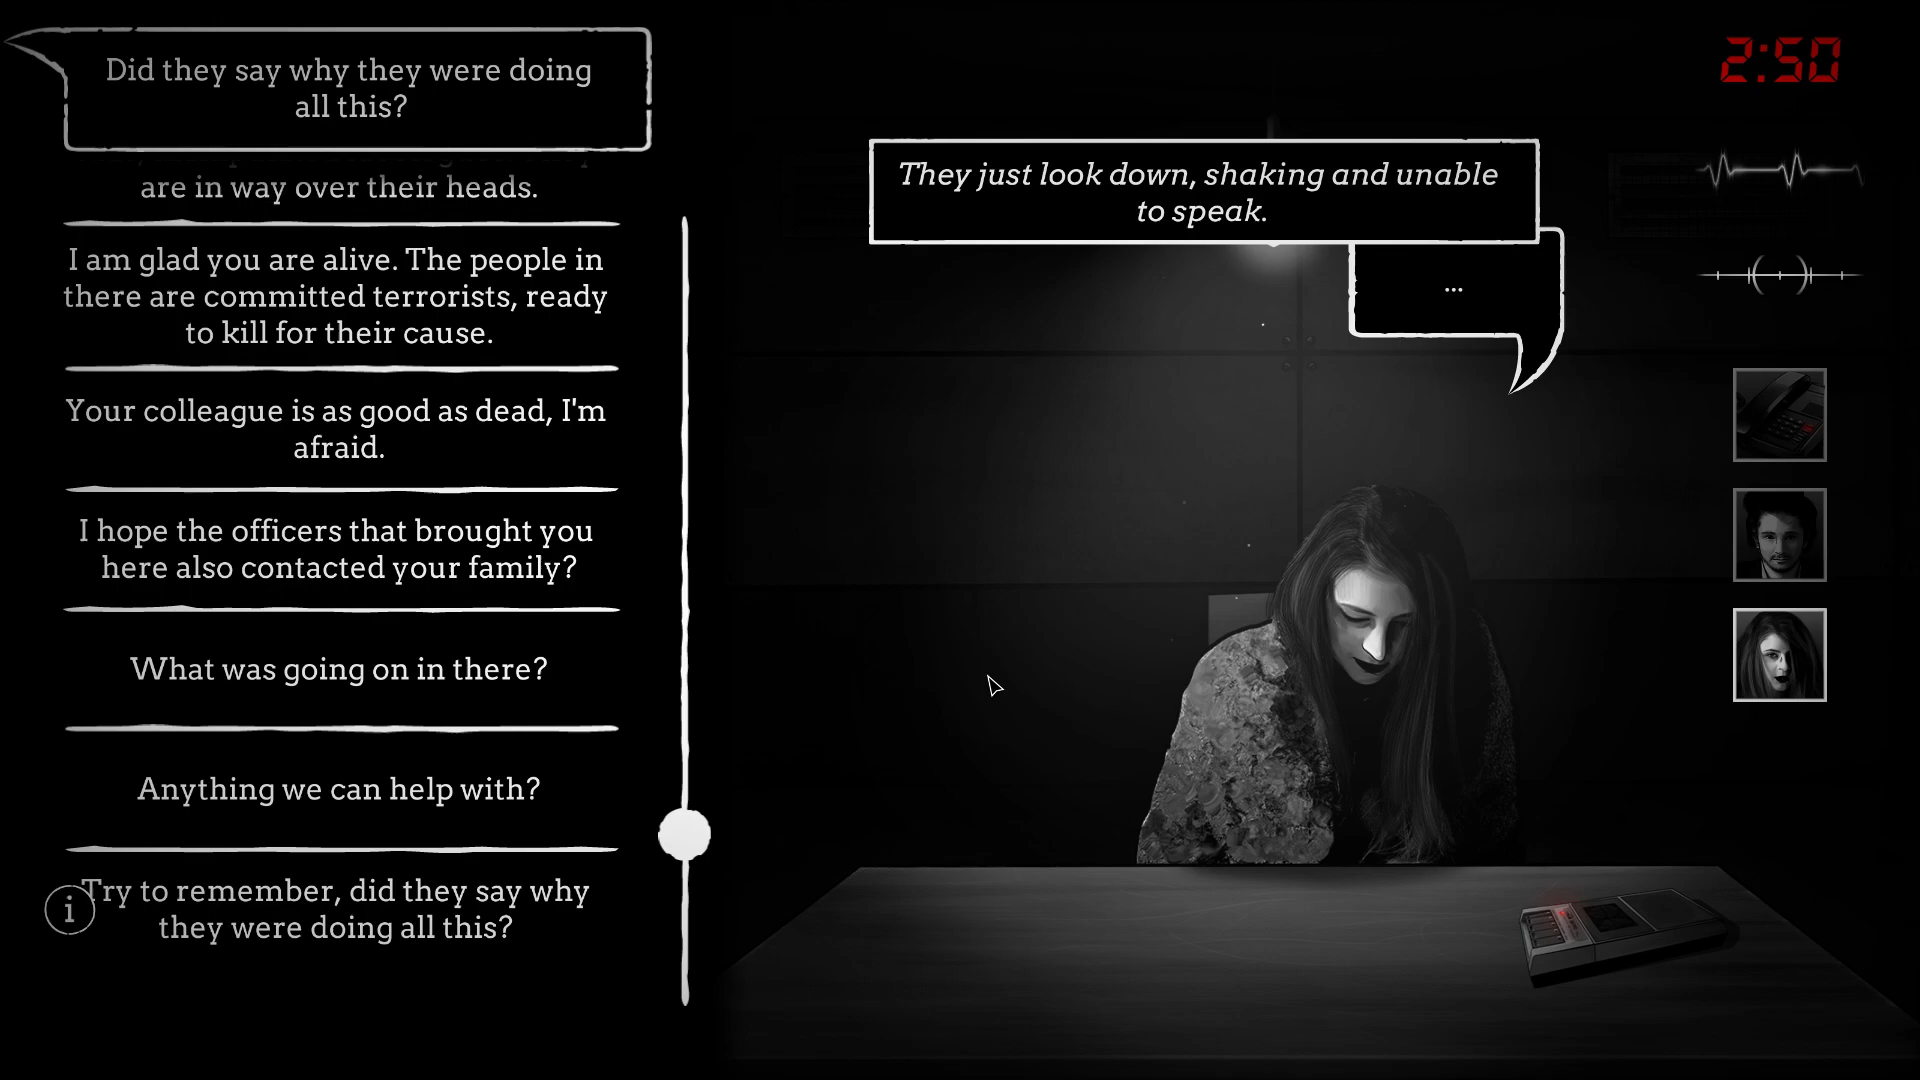 Did they say why they were doing
all this?
are in way over their heads.
I am glad you are alive. The people in
there are committed terrorists, ready
to kill for their cause.
Your colleague is as good as dead, I'm
afraid.
I hope the officers that brought you
here also contacted your family?
What was going on in there?
Anything we can help with?
i
Try to remember, did they say why
they were doing all this?
They just look down, shaking and unable
to speak.
...
2:50